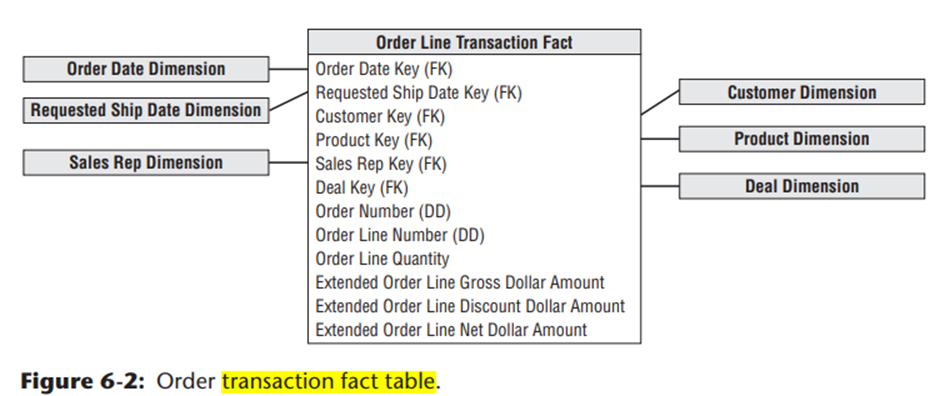 Order Date Dimension
Requested Ship Date Dimension
Sales Rep Dimension
Order Line Transaction Fact
Order Date Key (FK)
Requested Ship Date Key (FK)
Customer Key (FK)
Product Key (FK)
Sales Rep Key (FK)
Deal Key (FK)
Order Number (DD)
Order Line Number (DD)
Order Line Quantity
Extended Order Line Gross Dollar Amount
Extended Order Line Discount Dollar Amount
Extended Order Line Net Dollar Amount
Customer Dimension
Product Dimension
Deal Dimension
Figure 6-2: Order transaction fact table.